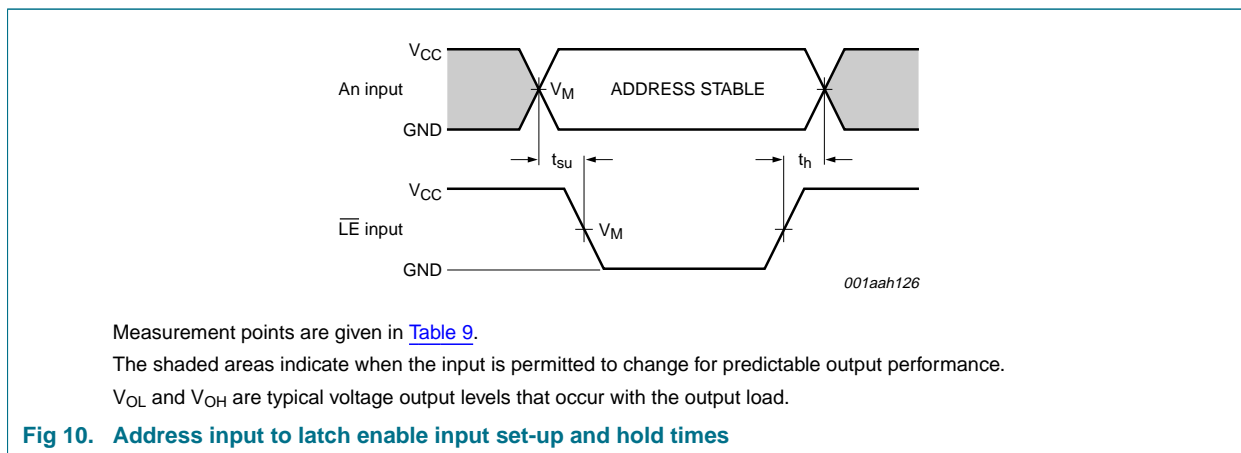 VCC
An input
VM
ADDRESS STABLE
GND
tsu
th
VCC
LE input
VM
GND
001aah126
Measurement points are given in Table 9.
The shaded areas indicate when the input is permitted to change for predictable output performance.
VOL and VOH are typical voltage output levels that occur with the output load.
Fig 10. Address input to latch enable input set-up and hold times